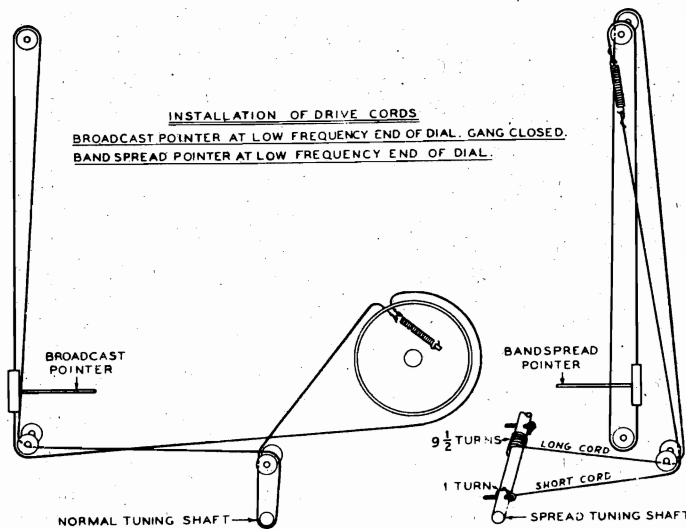 INSTALLATION OF DRIVE CORDS
BROADCAST POINTER AT LOW FREQUENCY END OF DIAL. GANG CLOSED.
BAND SPREAD POINTER AT LOW FREQUENCY END OF DIAL.
BROADCAST
POINTER
BANDSPREAD
POINTER
9 1/2 TURNS
LONG CORD
1 TURN
SHORT CORD
NORMAL TUNING SHAFT
SPREAD TUNING SHAFT